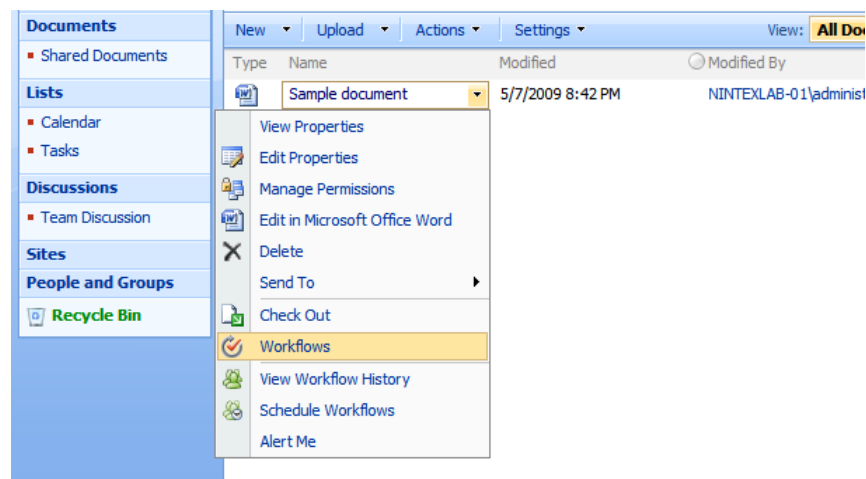 Documents
Shared Documents
Lists
Calendar
Tasks
Discussions
Team Discussion
Sites
People and Groups
Recycle Bin
New Upload Actions Settings View: All Do
Type Name Modified Modified By
Sample document 5/7/2009 8:42 PM NINTEXLAB-01\administ
View Properties
Edit Properties
Manage Permissions
Edit in Microsoft Office Word
Delete
Send To
Check Out
Workflows
View Workflow History
Schedule Workflows
Alert Me